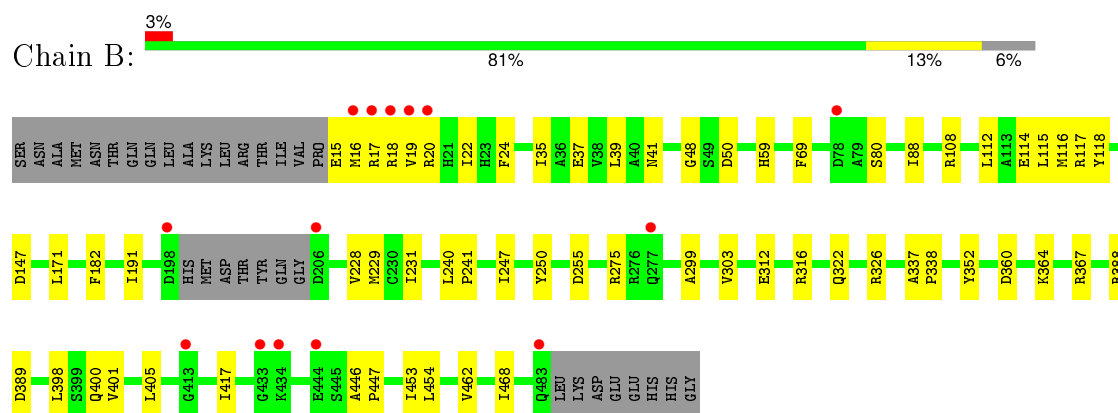 3%
Chain B:
81% 13% 6%
SER ASN ALA MET ASN THR GLN GLN LEU ALA LYS LEU ARG THR ILE VAL PRO E15 M16 R17 R18 V19 R20 H21 I22 H23 F24 I35 A36 E37 V38 L39 A40 N41 G48 S49 D50 H59 F69 D78 A79 S80 I88 R108 L112 A113 E114 L115 M116 R117 Y118
D147 L171 F182 I191 D198 HIS MET ASP THR TYR GLN GLY D206 V228 M229 C230 I231 L240 P241 I247 Y250 D255 R275 R276 Q277 A299 V303 E312 R316 Q322 R326 A337 P338 Y352 D360 K364 R367 R388
D389 L398 S399 Q400 V401 L405 G413 I417 G433 K434 E444 S445 A446 P447 I453 L454 V462 I468 Q483 LEU LYS ASP GLU GLU HIS HIS GLY